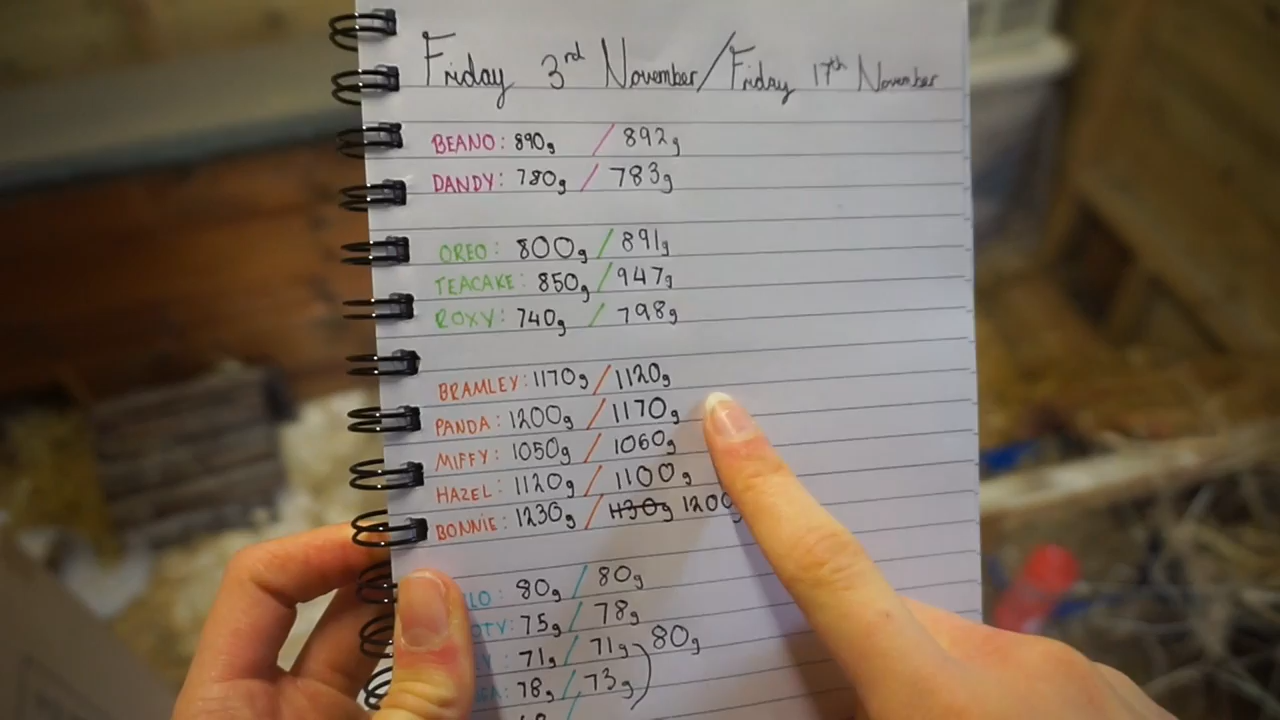 Friday 3rd November/Friday 17th November
BEANO: 890g / 892g
DANDY: 780g / 783g
OREO: 800g / 891g
TEACAKE: 850g / 947g
ROXY: 740g / 798g
BRAMLEY: 1170g / 1120g
PANDA: 1200g / 1170g
MIFFY: 1050g / 1060g
HAZEL: 1120g / 1100g
BONNIE: 1230g / 1130g 1200g
LO: 80g / 80g
OTY: 75g / 78g
Y: 71g / 71g) 80g
A: 78g / 73g